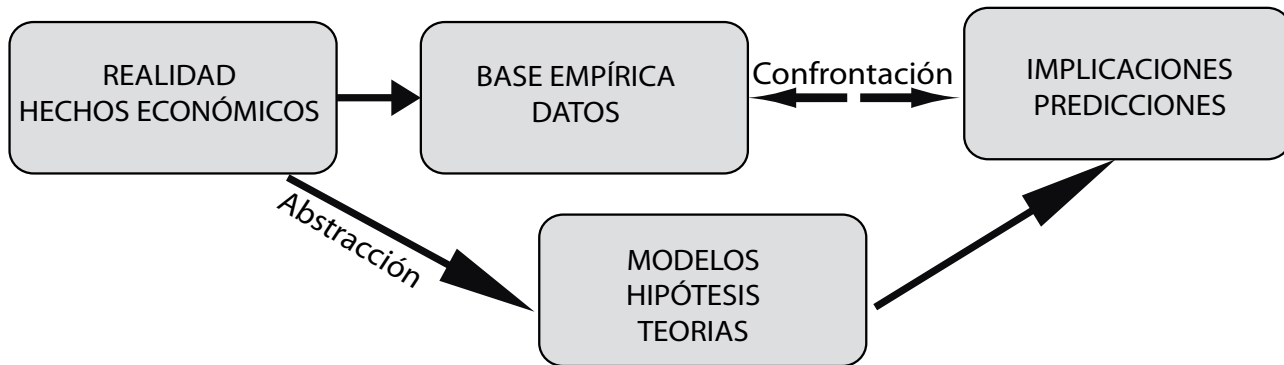 REALIDAD
HECHOS ECONÓMICOS
BASE EMPÍRICA
DATOS
Confrontación
IMPLICACIONES
PREDICCIONES
Abstracción
MODELOS
HIPÓTESIS
TEORIAS